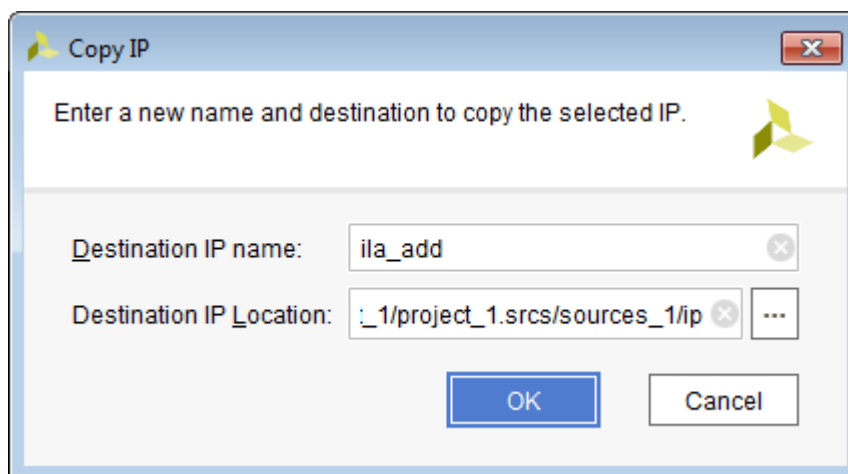 Copy IP
Enter a new name and destination to copy the selected IP.
Destination IP name: ila_add
Destination IP Location: t_1/project_1.srcs/sources_1/ip ...
OK Cancel